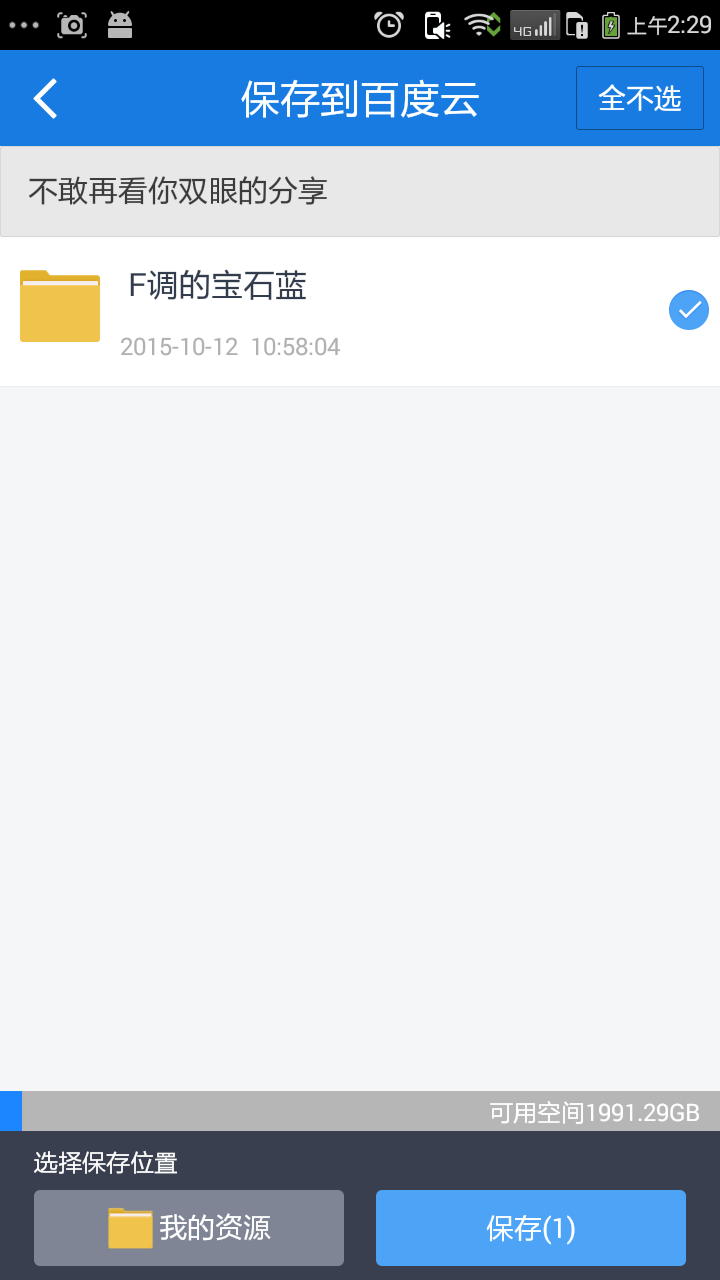 4G 上午2:29
保存到百度云 全不选
不敢再看你双眼的分享
F调的宝石蓝
2015-10-12 10:58:04
可用空间1991.29GB
选择保存位置
我的资源 保存(1)